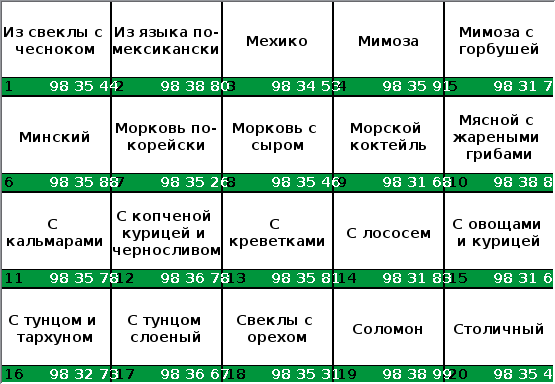 Из свеклы с
чесноком
1 98 35 44
Из языка по-
мексикански
2 98 38 80
Мехико
3 98 34 53
Мимоза
4 98 35 91
Мимоза с
горбушей
5 98 31 7
Минский
6 98 35 88
Морковь по-
корейски
7 98 35 26
Морковь с
сыром
8 98 35 46
Морской
коктейль
9 98 31 68
Мясной с
жареными
грибами
10 98 38 8
С
кальмарами
11 98 35 78
С копченой
курицей и
черносливом
12 98 36 78
С
креветками
13 98 35 81
С лососем
14 98 31 83
С овощами
и курицей
15 98 31 6
С тунцом и
тархуном
16 98 32 73
С тунцом
слоеный
17 98 36 67
Свеклы с
орехом
18 98 35 31
Соломон
19 98 38 99
Столичный
20 98 35 4